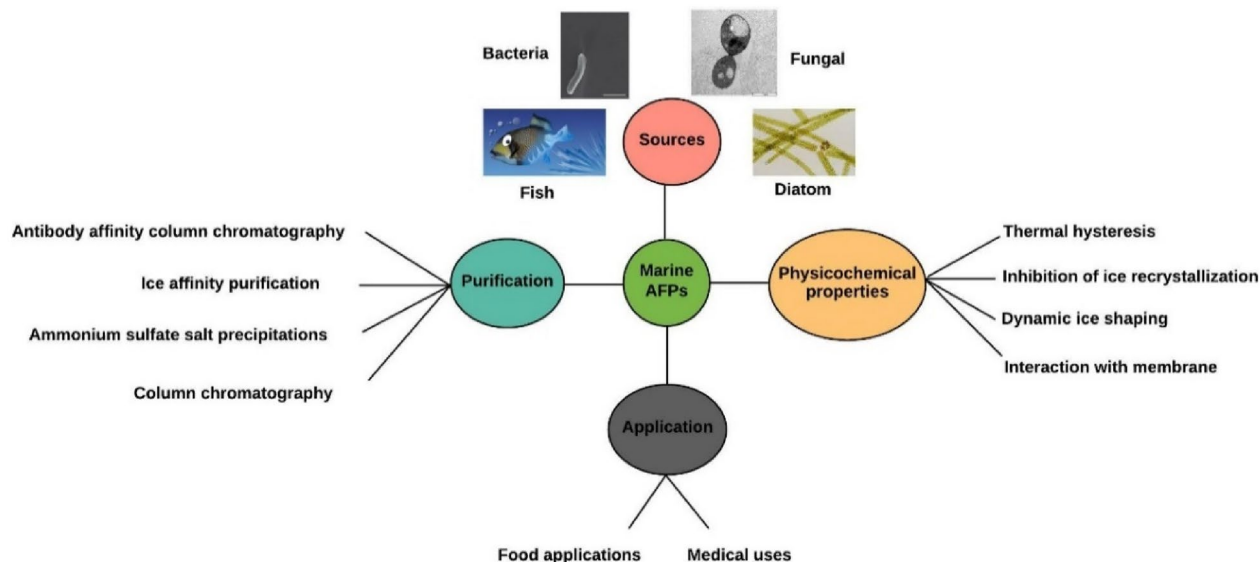 Bacteria
Fungal
Sources
Fish
Diatom
Antibody affinity column chromatography
Ice affinity purification
Ammonium sulfate salt precipitations
Column chromatography
Purification
Marine
AFPs
Physicochemical
properties
Thermal hysteresis
Inhibition of ice recrystallization
Dynamic ice shaping
Interaction with membrane
Application
Food applications
Medical uses